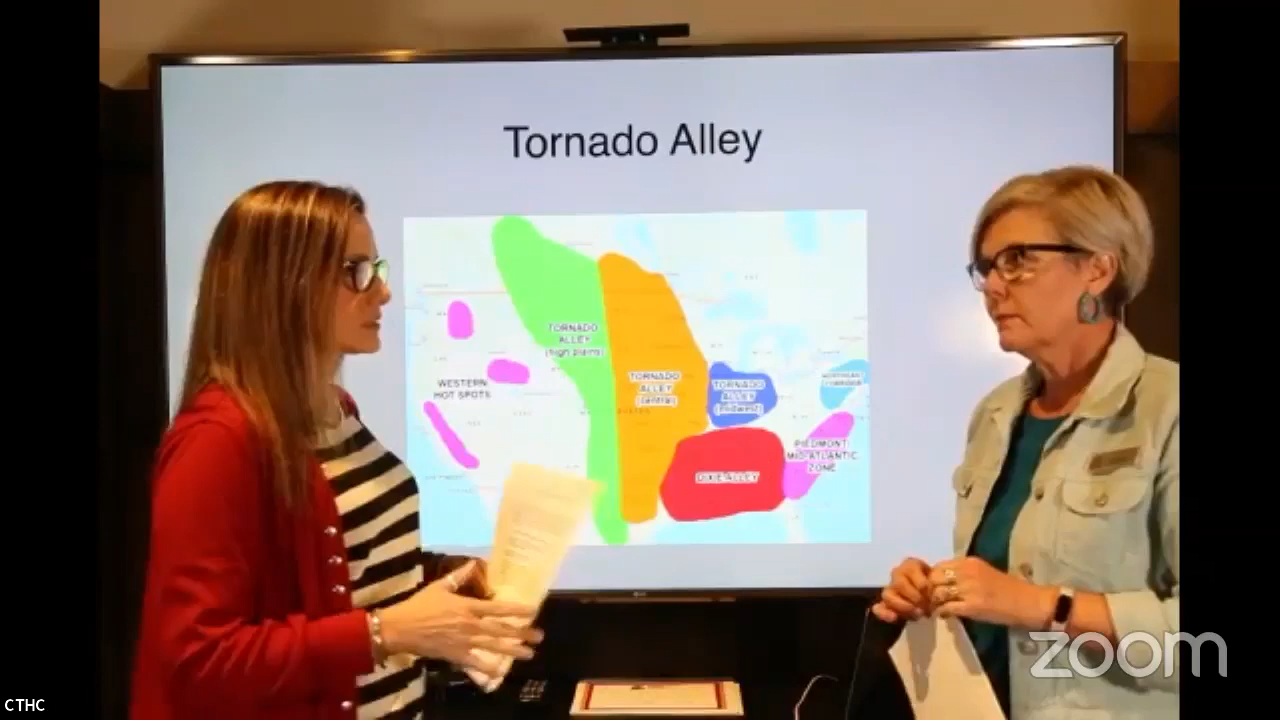 Tornado Alley
TORNADO
ALLEY
(high plains)
WESTERN
HOT SPOTS
TORNADO
ALLEY
(central)
TORNADO
ALLEY
(midwest)
DIXIE ALLEY
PIEDMONT
MID-ATLANTIC
ZONE
zoom
CTHC